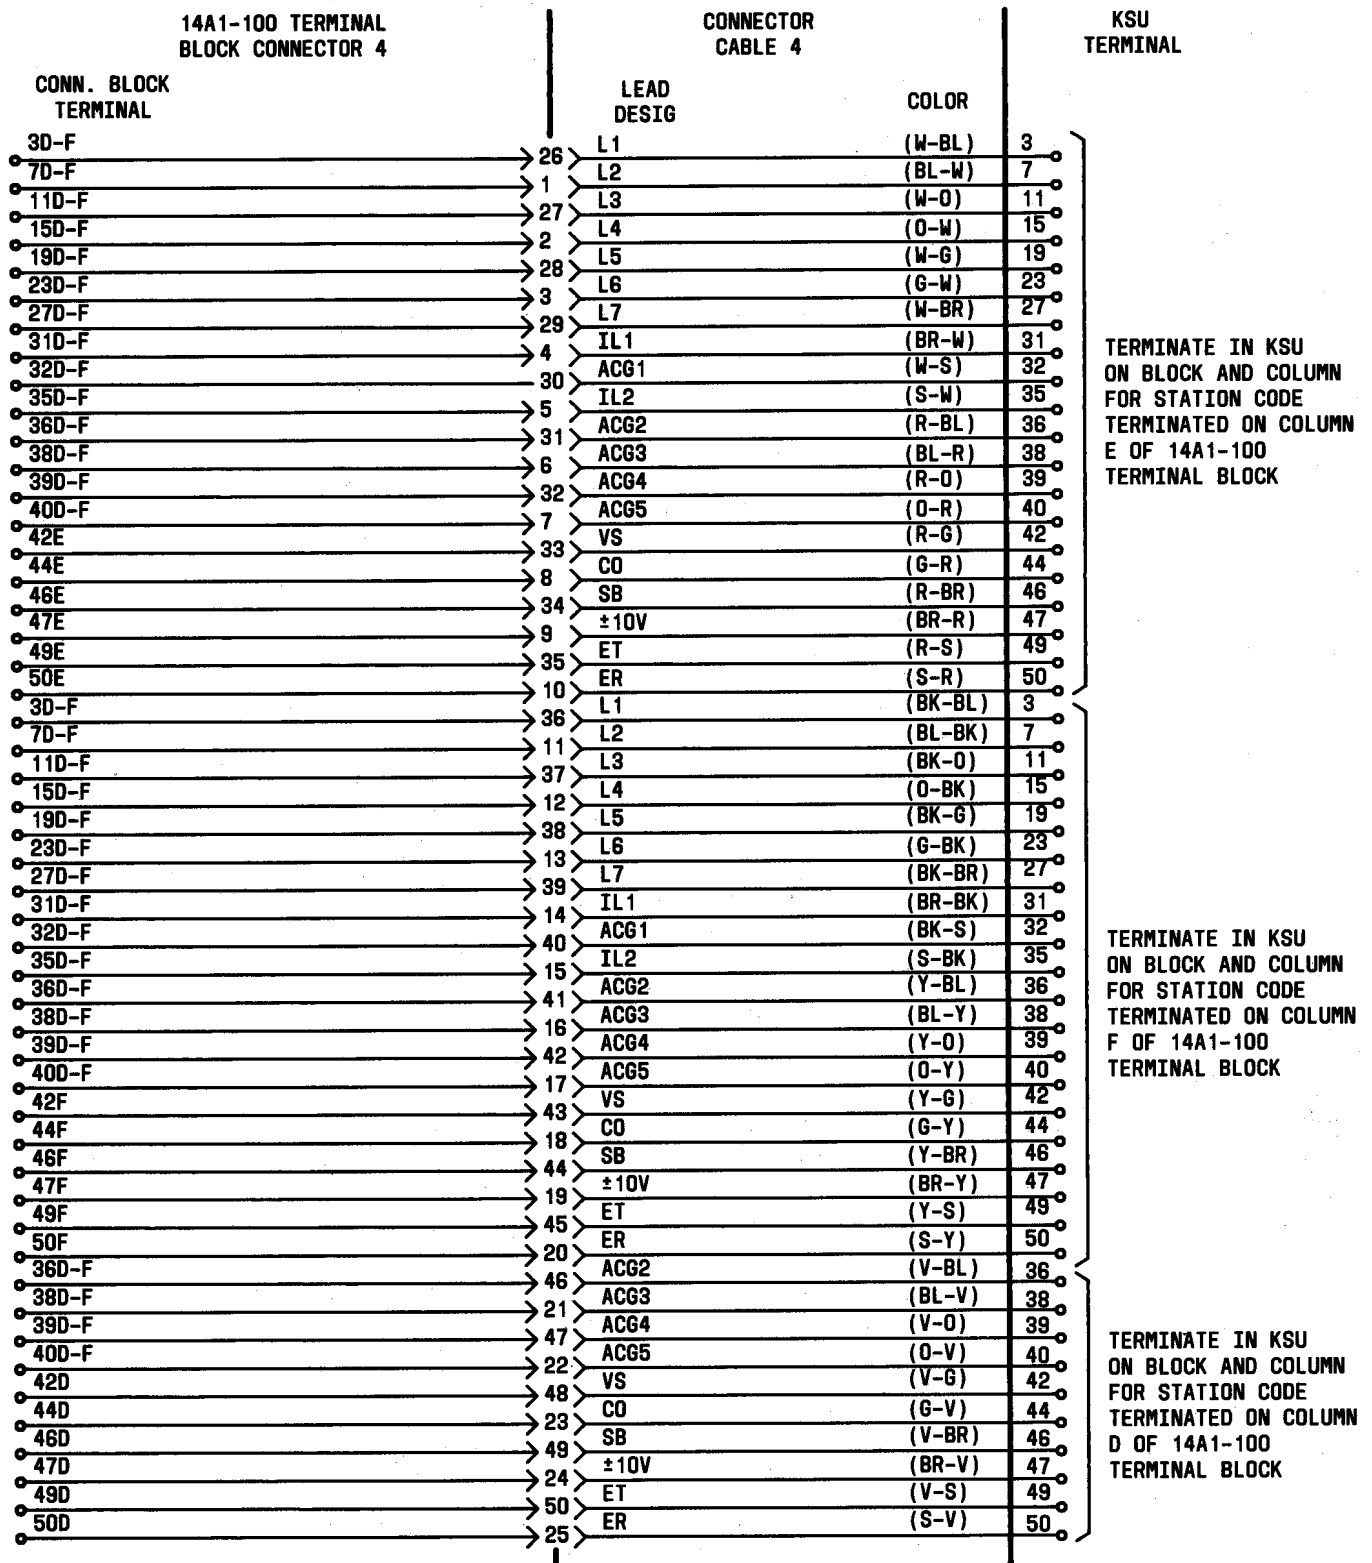 14A1-100 TERMINAL
BLOCK CONNECTOR 4
CONNECTOR
CABLE 4
KSU
TERMINAL
CONN. BLOCK
TERMINAL
LEAD
DESIG
COLOR
3D-F 26 L1 (W-BL) 3
7D-F 1 L2 (BL-W) 7
11D-F 27 L3 (W-O) 11
15D-F 2 L4 (O-W) 15
19D-F 28 L5 (W-G) 19
23D-F 3 L6 (G-W) 23
27D-F 29 L7 (W-BR) 27
31D-F 4 IL1 (BR-W) 31
32D-F 30 ACG1 (W-S) 32
35D-F 5 IL2 (S-W) 35
36D-F 31 ACG2 (R-BL) 36
38D-F 6 ACG3 (BL-R) 38
39D-F 32 ACG4 (R-O) 39
40D-F 7 ACG5 (O-R) 40
42E 33 VS (R-G) 42
44E 8 CO (G-R) 44
46E 34 SB (R-BR) 46
47E 9 ±10V (BR-R) 47
49E 35 ET (R-S) 49
50E 10 ER (S-R) 50
TERMINATE IN KSU
ON BLOCK AND COLUMN
FOR STATION CODE
TERMINATED ON COLUMN
E OF 14A1-100
TERMINAL BLOCK
3D-F 36 L1 (BK-BL) 3
7D-F 11 L2 (BL-BK) 7
11D-F 37 L3 (BK-O) 11
15D-F 12 L4 (O-BK) 15
19D-F 38 L5 (BK-G) 19
23D-F 13 L6 (G-BK) 23
27D-F 39 L7 (BK-BR) 27
31D-F 14 IL1 (BR-BK) 31
32D-F 40 ACG1 (BK-S) 32
35D-F 15 IL2 (S-BK) 35
36D-F 41 ACG2 (Y-BL) 36
38D-F 16 ACG3 (BL-Y) 38
39D-F 42 ACG4 (Y-O) 39
40D-F 17 ACG5 (O-Y) 40
42F 43 VS (Y-G) 42
44F 18 CO (G-Y) 44
46F 44 SB (Y-BR) 46
47F 19 ±10V (BR-Y) 47
49F 45 ET (Y-S) 49
50F 20 ER (S-Y) 50
TERMINATE IN KSU
ON BLOCK AND COLUMN
FOR STATION CODE
TERMINATED ON COLUMN
F OF 14A1-100
TERMINAL BLOCK
36D-F 46 ACG2 (V-BL) 36
38D-F 21 ACG3 (BL-V) 38
39D-F 47 ACG4 (V-O) 39
40D-F 22 ACG5 (O-V) 40
42D 48 VS (V-G) 42
44D 23 CO (G-V) 44
46D 49 SB (V-BR) 46
47D 24 ±10V (BR-V) 47
49D 50 ET (V-S) 49
50D 25 ER (S-V) 50
TERMINATE IN KSU
ON BLOCK AND COLUMN
FOR STATION CODE
TERMINATED ON COLUMN
D OF 14A1-100
TERMINAL BLOCK